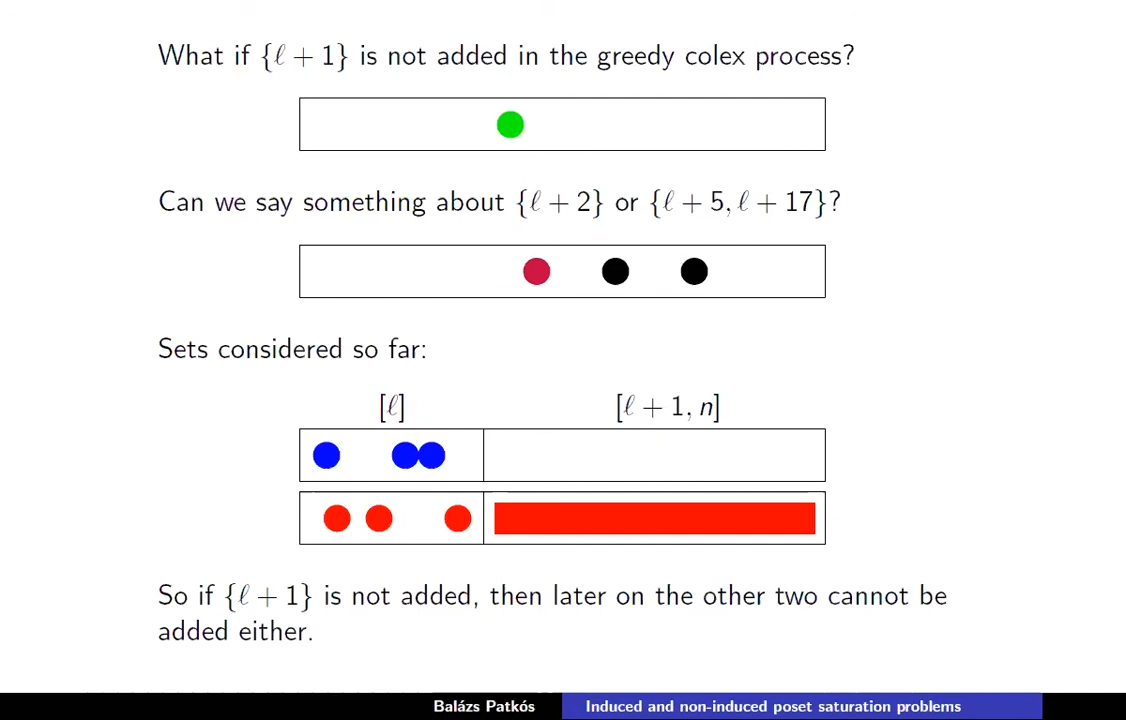 What if {ℓ + 1} is not added in the greedy colex process?
Can we say something about {ℓ + 2} or {ℓ + 5, ℓ + 17}?
Sets considered so far:
[ℓ] [ℓ + 1, n]
So if {ℓ + 1} is not added, then later on the other two cannot be
added either.
Balázs Patkós Induced and non-induced poset saturation problems